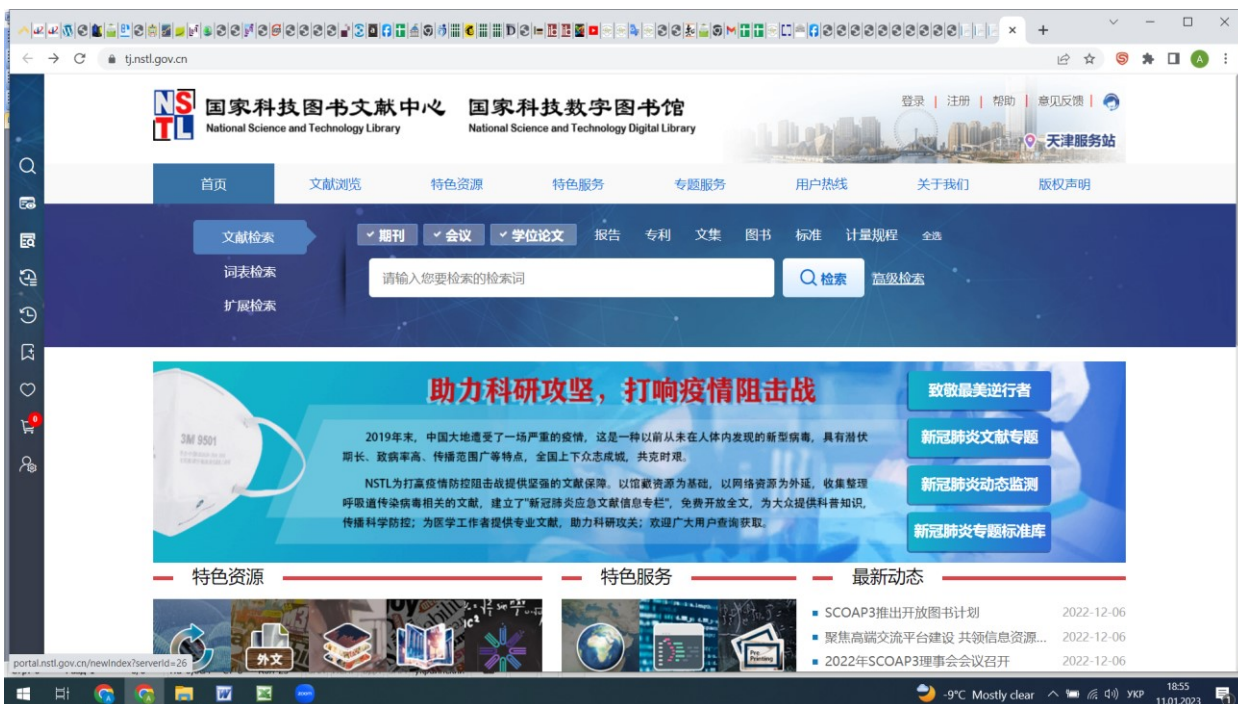 tj.nstl.gov.cn
NSTL
国家科技图书文献中心 国家科技数字图书馆
National Science and Technology Library National Science and Technology Digital Library
登录 | 注册 | 帮助 | 意见反馈 |
天津服务站
首页 文献浏览 特色资源 特色服务 专题服务 用户热线 关于我们 版权声明
文献检索 期刊 会议 学位论文 报告 专利 文集 图书 标准 计量规程 全选
词表检索 请输入您要检索的检索词 检索 高级检索
扩展检索
助力科研攻坚,打响疫情阻击战
3M 9501
2019年末,中国大地遭受了一场严重的疫情,这是一种以前从未在人体内发现的新型病毒,具有潜伏
期长、致病率高、传播范围广等特点,全国上下众志成城,共克时艰。
NSTL为打赢疫情防控阻击战提供坚强的文献保障。以馆藏资源为基础,以网络资源为外延,收集整理
呼吸道传染病毒相关的文献,建立了"新冠肺炎应急文献信息专栏",免费开放全文,为大众提供科普知识,
传播科学防控;为医学工作者提供专业文献,助力科研攻关;欢迎广大用户查询获取。
致敬最美逆行者
新冠肺炎文献专题
新冠肺炎动态监测
新冠肺炎专题标准库
特色资源 特色服务 最新动态
外文
Pre Printing
SCOAP3推出开放图书计划 2022-12-06
聚焦高端交流平台建设 共领信息资源... 2022-12-06
2022年SCOAP3理事会会议召开 2022-12-06
portal.nstl.gov.cn/newIndex?serverId=26
-9°C Mostly clear УКР 18:55
11.01.2023